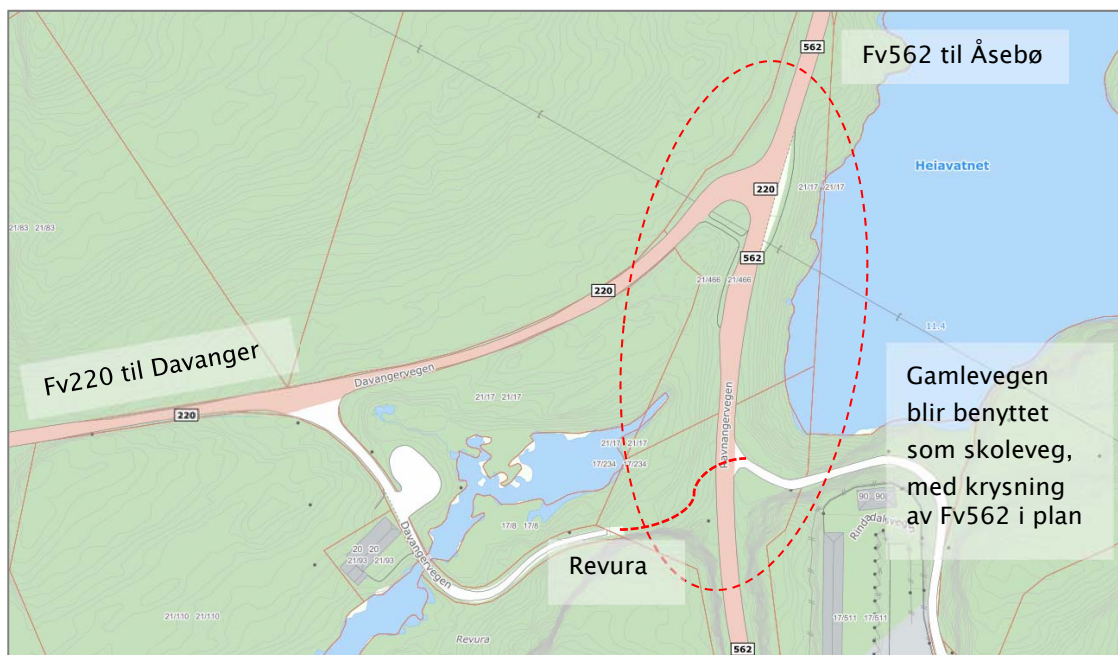 562
Fv562 til Åsebø
Heiavatnet
220
21/17 21/17
21/83 21/83
562
21/466 21/466
220
11.4
Fv220 til Davanger
Davangervegen
220
21/17 21/17
Gamlevegen
blir benyttet
som skoleveg,
med krysning
av Fv562 i plan
21/17 21/17
17/234 17/234
Ravnangervegen
90 90
17/8 17/8
20 20
21/93 21/93
Davangervegen
Revura
21/110 21/110
Revura
17/511 17/511
562